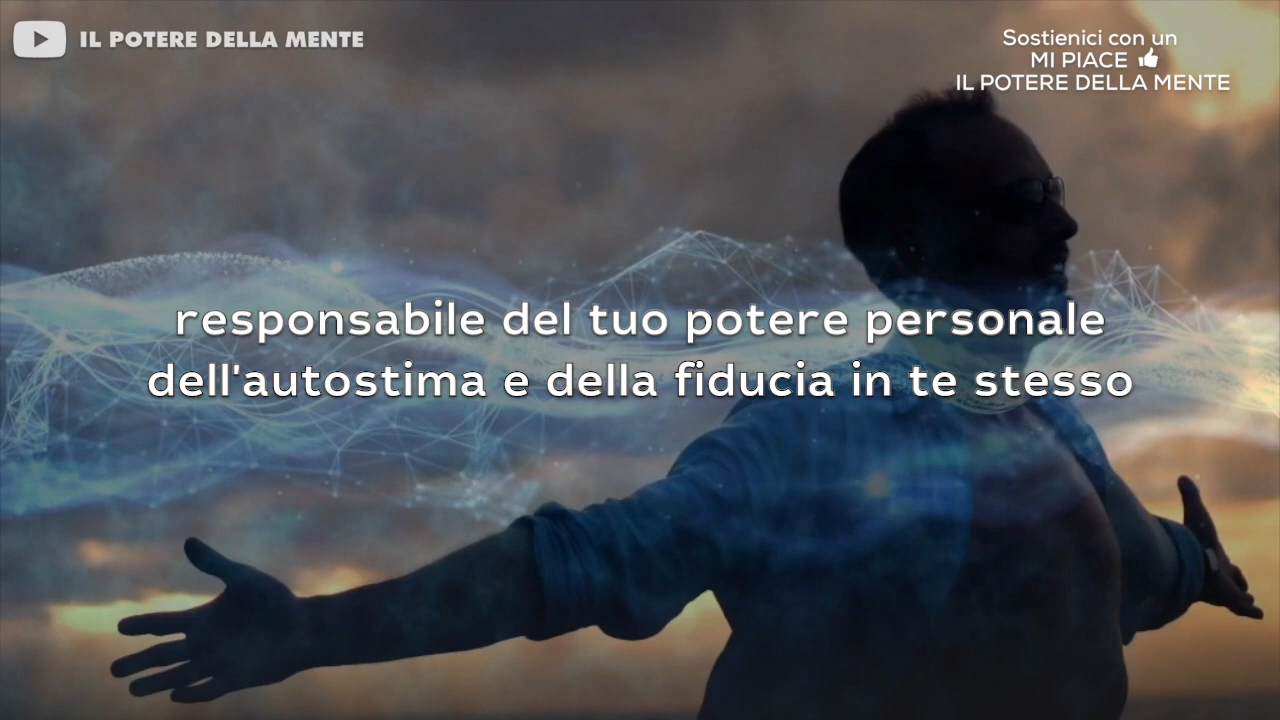 IL POTERE DELLA MENTE
Sostienici con un
MI PIACE
IL POTERE DELLA MENTE
responsabile del tuo potere personale
dell'autostima e della fiducia in te stesso